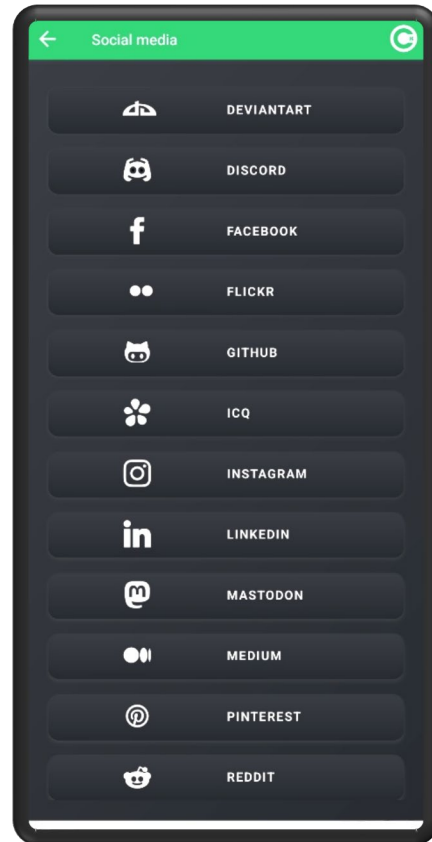 Social media
DEVIANTART
DISCORD
FACEBOOK
FLICKR
GITHUB
ICQ
INSTAGRAM
LINKEDIN
MASTODON
MEDIUM
PINTEREST
REDDIT